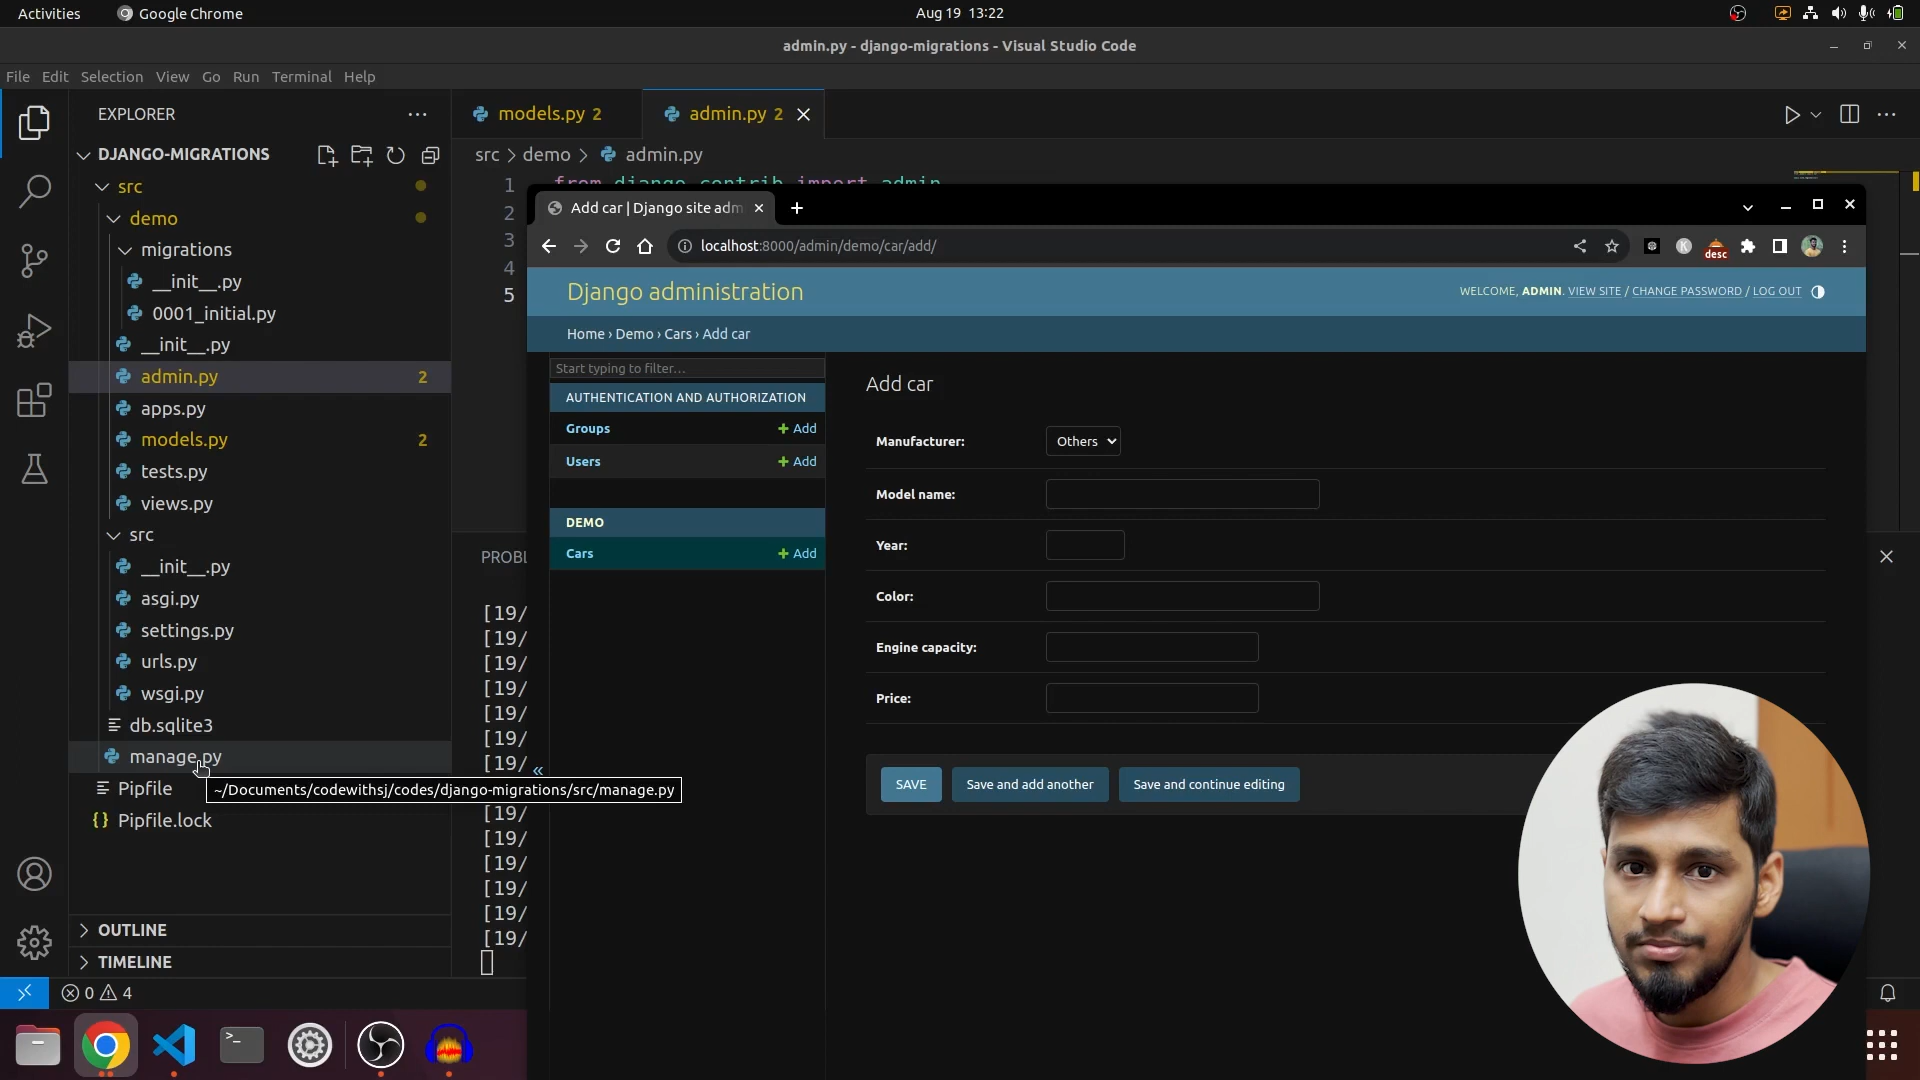 Activities
Google Chrome
Aug 19 13:22
admin.py - django-migrations - Visual Studio Code
File Edit Selection View Go Run Terminal Help
EXPLORER
models.py 2
admin.py 2
DJANGO-MIGRATIONS
src > demo > admin.py
src
demo
migrations
__init__.py
0001_initial.py
__init__.py
admin.py 2
apps.py
models.py 2
tests.py
views.py
src
__init__.py
asgi.py
settings.py
urls.py
wsgi.py
db.sqlite3
manage.py
~/Documents/codewithsj/codes/django-migrations/src/manage.py
Pipfile
{} Pipfile.lock
OUTLINE
TIMELINE
0 4
1 from django.contrib import admin
2
3
4
5
PROBL
[19/
[19/
[19/
[19/
[19/
[19/
[19/
[19/
[19/
[19/
[19/
[19/
[19/
Add car | Django site adm
localhost:8000/admin/demo/car/add/
desc
Django administration
WELCOME, ADMIN. VIEW SITE / CHANGE PASSWORD / LOG OUT
Home › Demo › Cars › Add car
Start typing to filter…
AUTHENTICATION AND AUTHORIZATION
Groups + Add
Users + Add
DEMO
Cars + Add
«
Add car
Manufacturer: Others
Model name:
Year:
Color:
Engine capacity:
Price:
SAVE
Save and add another
Save and continue editing